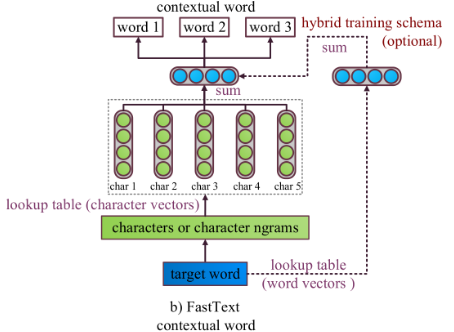 contextual word
word 1 word 2 word 3
hybrid training schema
(optional)
sum
sum
char 1 char 2 char 3 char 4 char 5
lookup table (character vectors)
characters or character ngrams
target word
lookup table
(word vectors )
b) FastText
contextual word